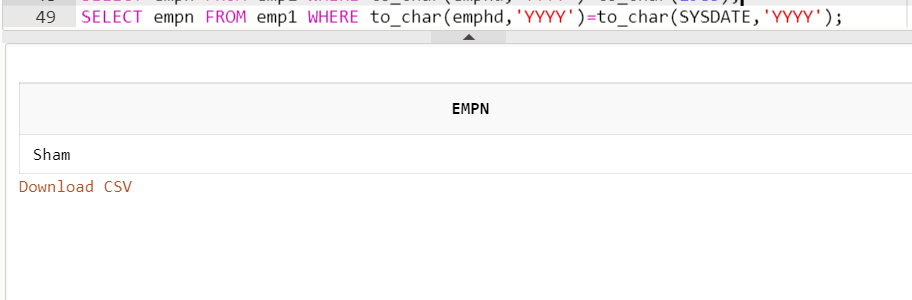 49 SELECT empn FROM emp1 WHERE to_char(emphd,'YYYY')=to_char(SYSDATE,'YYYY');
EMPN
Sham
Download CSV